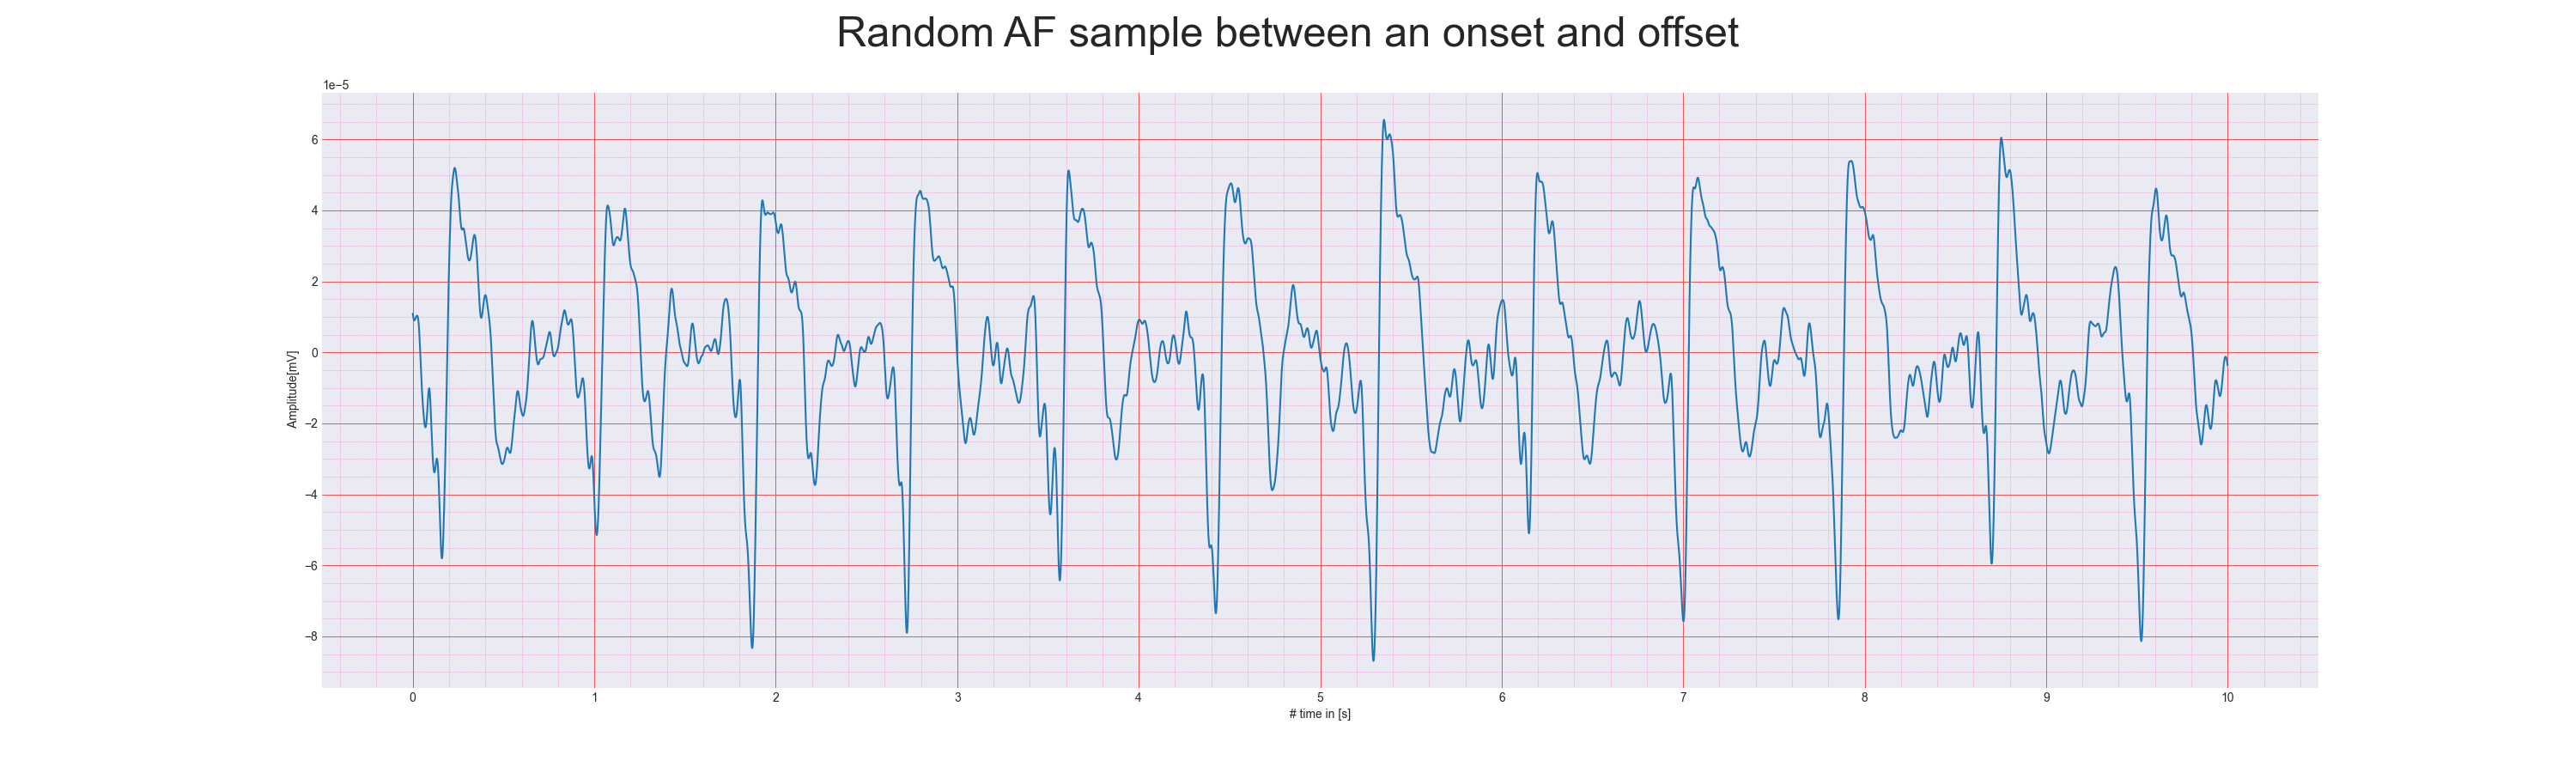 Random AF sample between an onset and offset
1e−5
6
4
2
0
−2
−4
−6
−8
Amplitude[mV]
0 1 2 3 4 5 6 7 8 9 10
# time in [s]